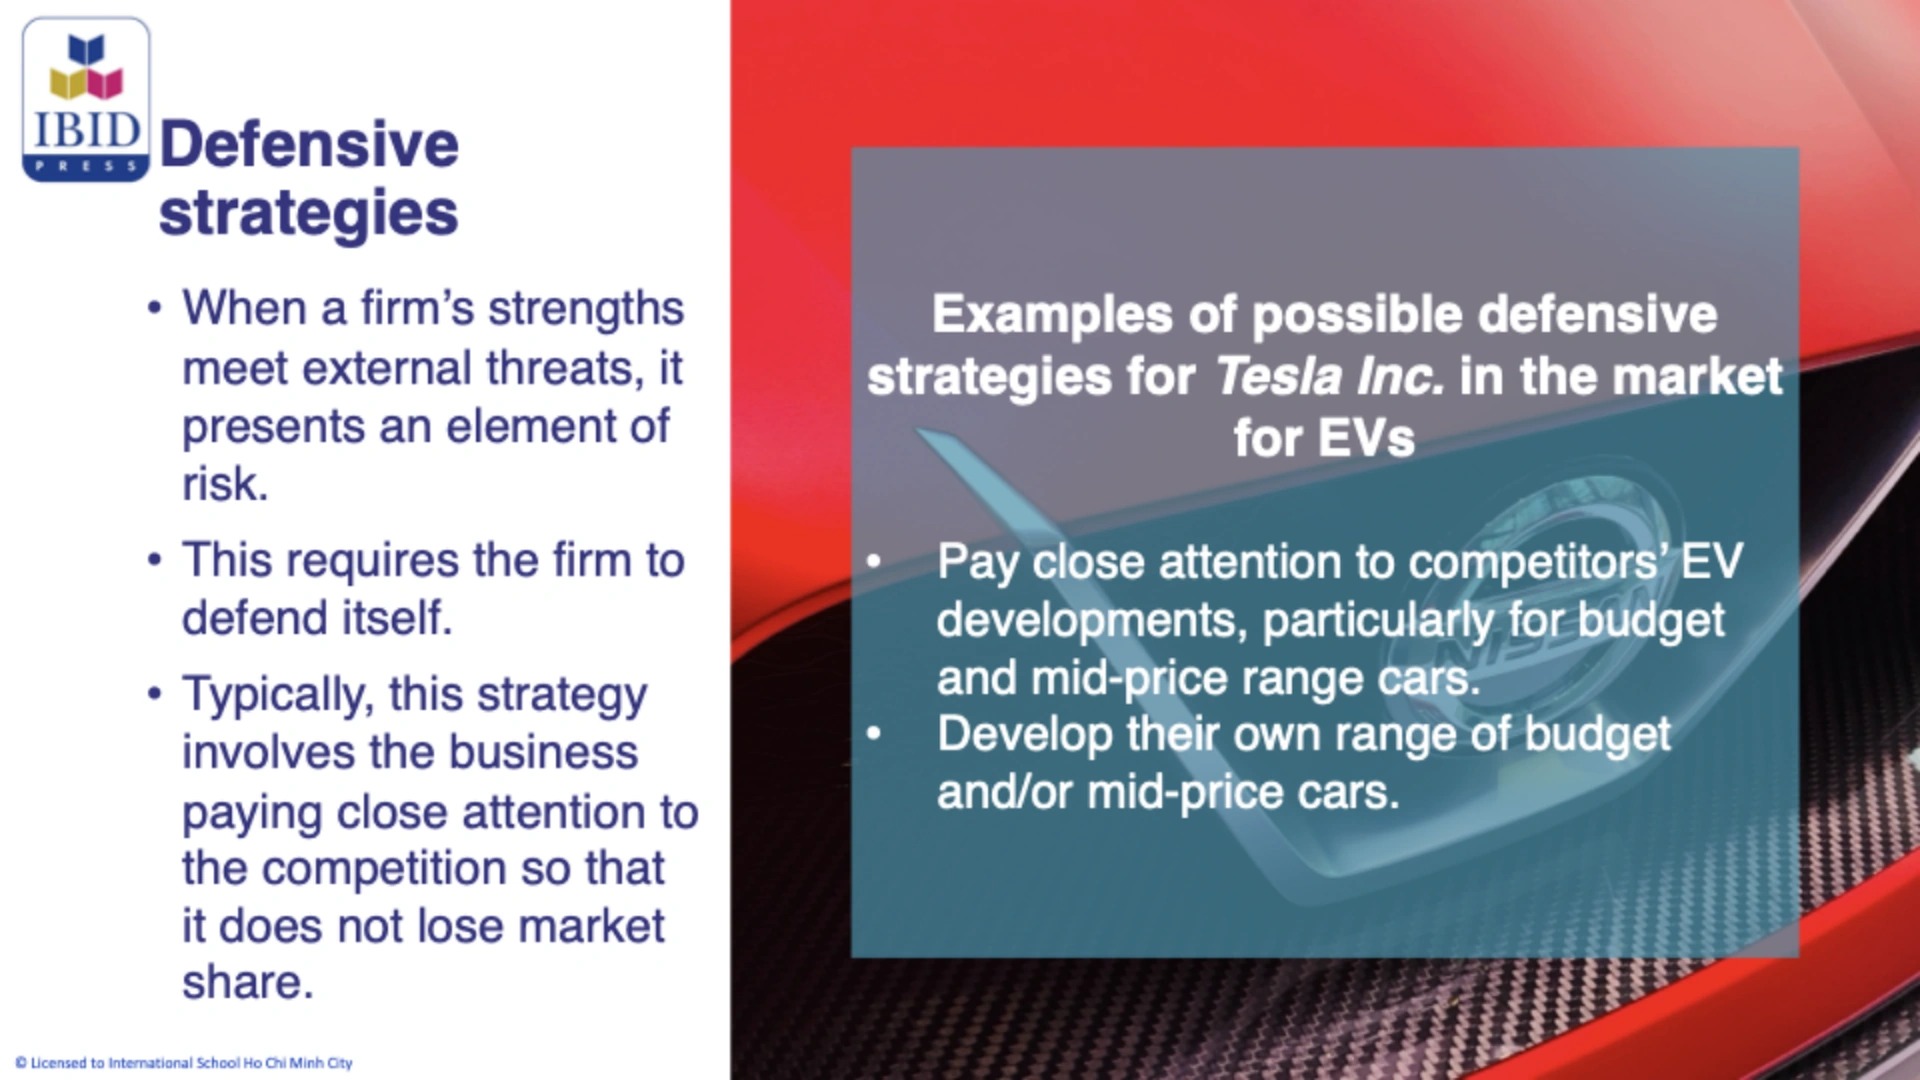 IBID
PRESS
Defensive
strategies
• When a firm’s strengths
meet external threats, it
presents an element of
risk.
• This requires the firm to
defend itself.
• Typically, this strategy
involves the business
paying close attention to
the competition so that
it does not lose market
share.
Examples of possible defensive
strategies for Tesla Inc. in the market
for EVs
• Pay close attention to competitors’ EV
developments, particularly for budget
and mid-price range cars.
• Develop their own range of budget
and/or mid-price cars.
NISSAN
© Licensed to International School Ho Chi Minh City